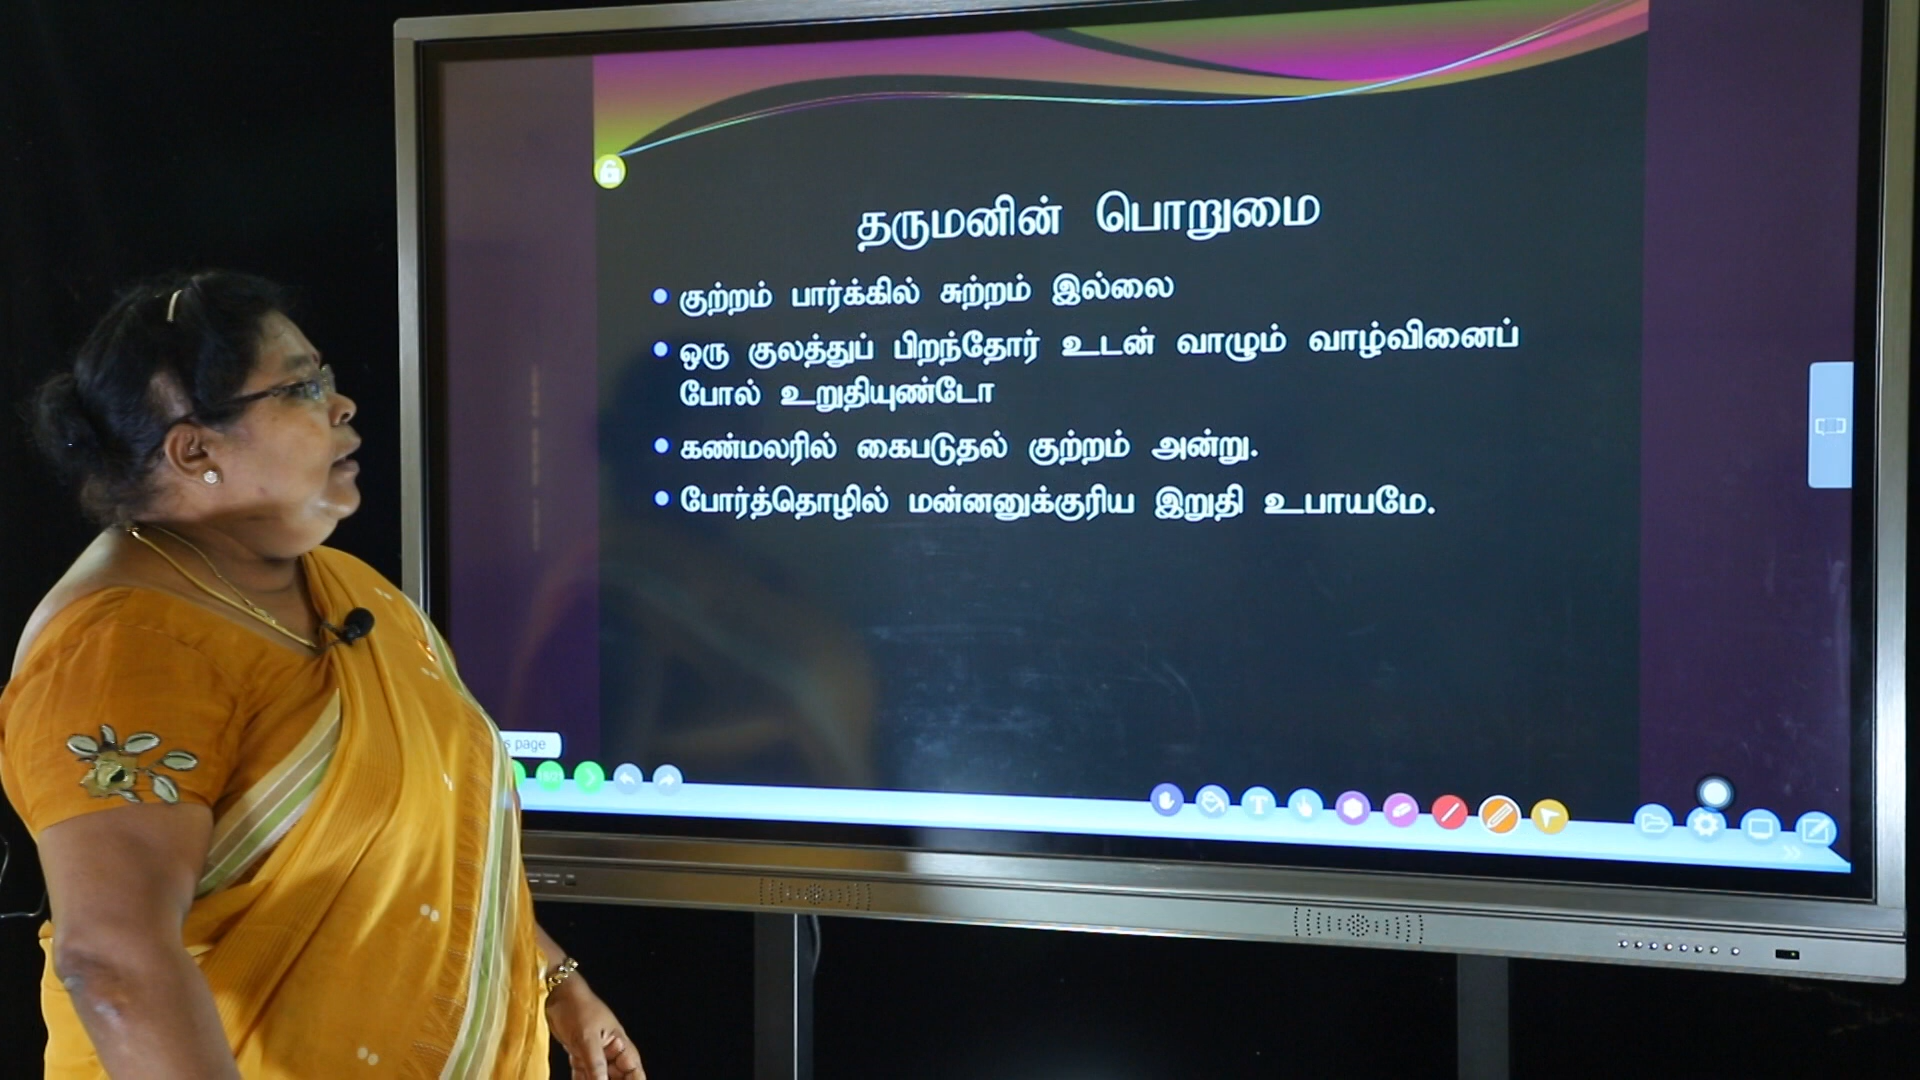 தருமனின் பொறுமை
• குற்றம் பார்க்கில் சுற்றம் இல்லை
• ஒரு குலத்துப் பிறந்தோர் உடன் வாழும் வாழ்வினைப்
போல் உறுதியுண்டோ
• கண்மலரில் கைபடுதல் குற்றம் அன்று.
• போர்த்தொழில் மன்னனுக்குரிய இறுதி உபாயமே.
page